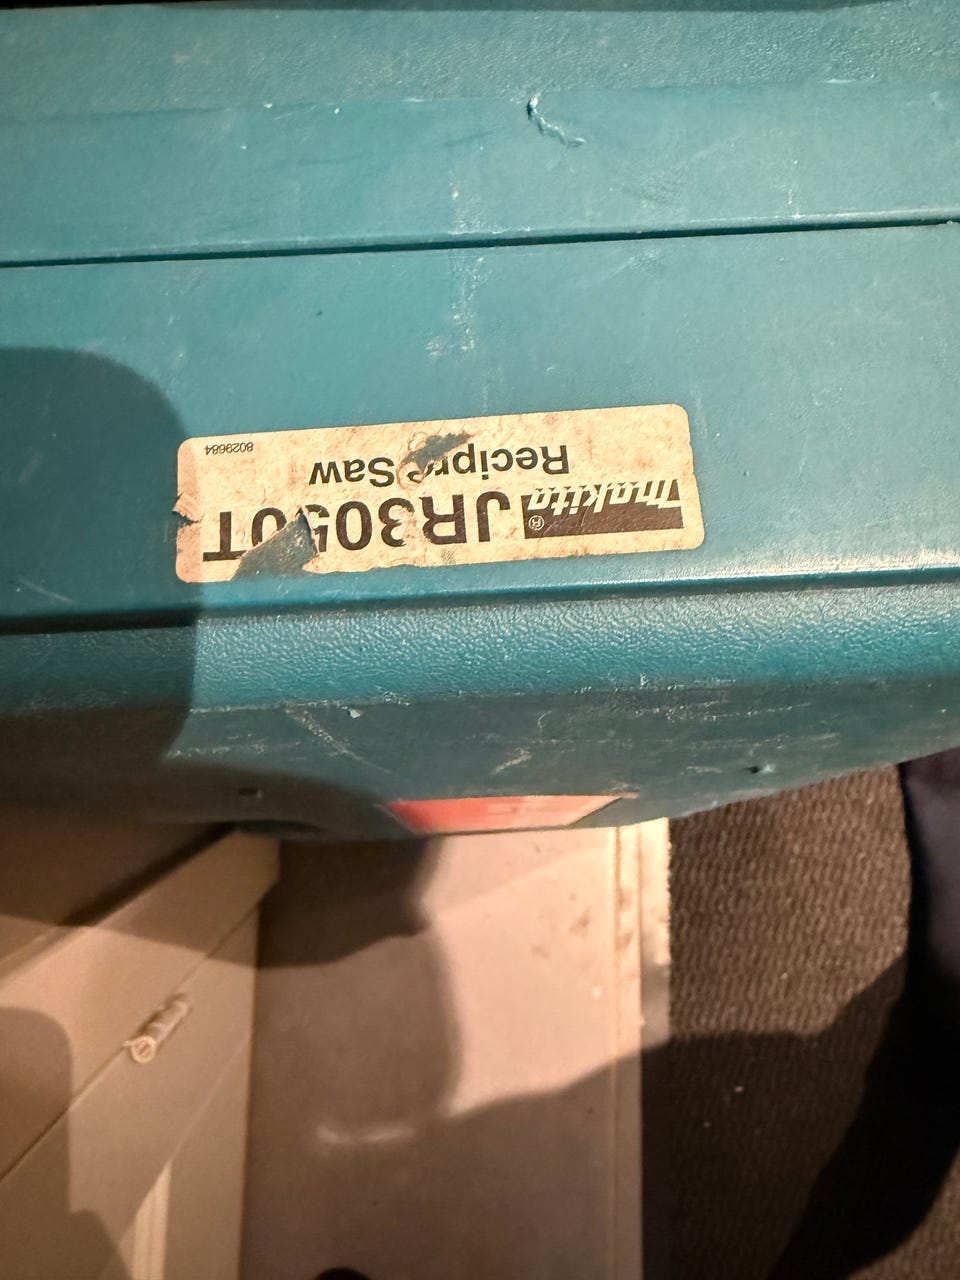 makita®
JR3050T
Recipro Saw
8029684